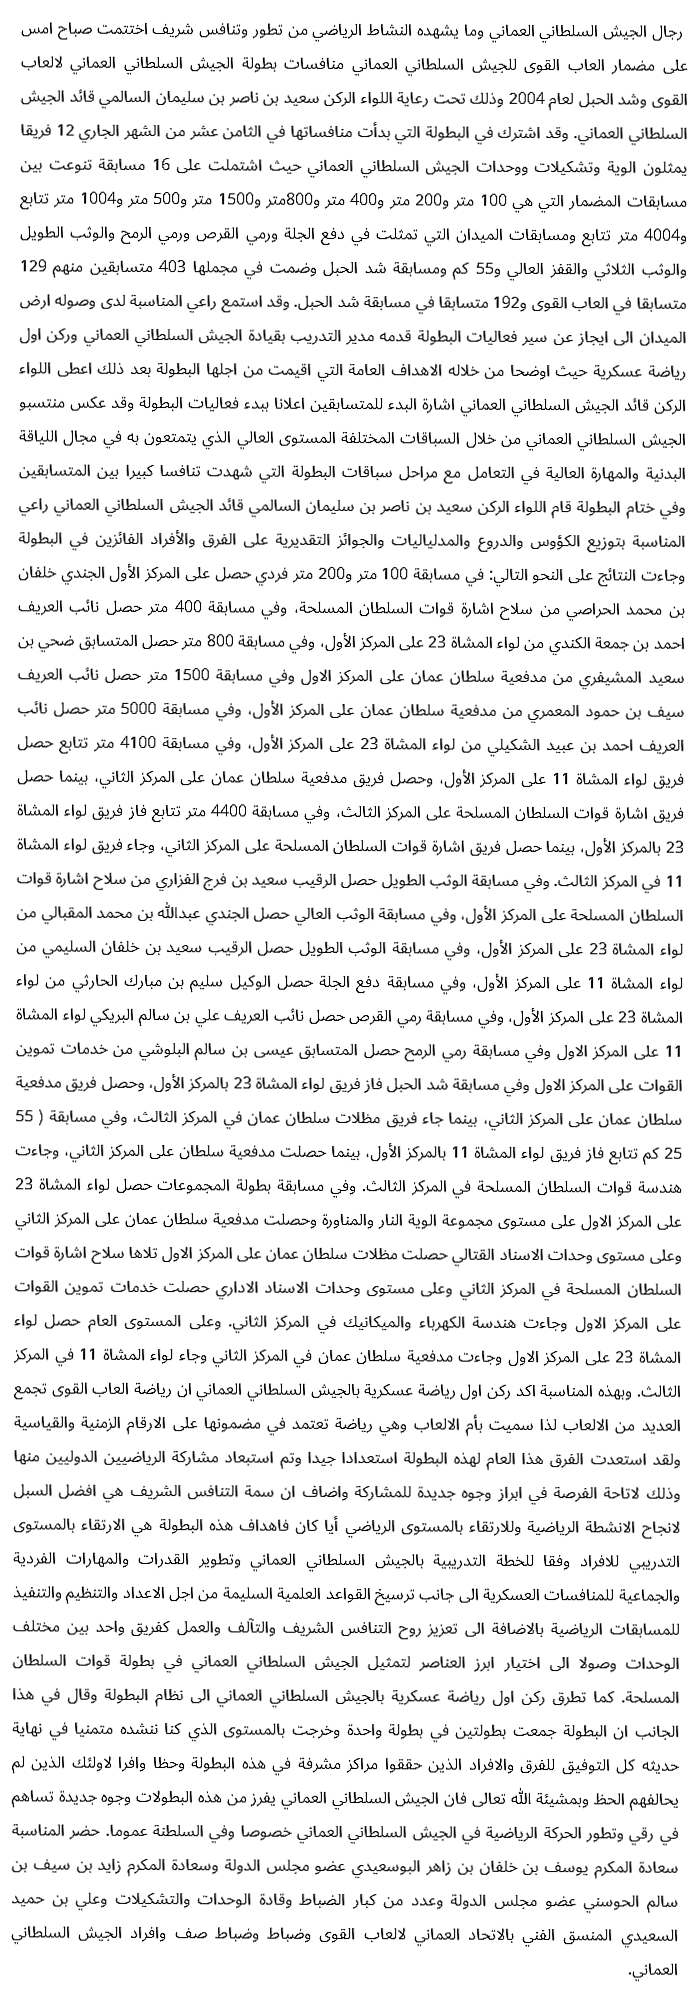 رجال الجيش السلطاني العماني وما يشهده النشاط الرياضي من تطور وتنافس شريف اختتمت صباح امس
على مضمار العاب القوى للجيش السلطاني العماني منافسات بطولة الجيش السلطاني العماني لالعاب
القوى وشد الحبل لعام 2004 وذلك تحت رعاية اللواء الركن سعيد بن ناصر بن سليمان السالمي قائد الجيش
السلطاني العماني. وقد اشترك في البطولة التي بدأت منافساتها في الثامن عشر من الشهر الجاري 12 فريقا
يمثلون الوية وتشكيلات ووحدات الجيش السلطاني العماني حيث اشتملت على 16 مسابقة تنوعت بين
مسابقات المضمار التي هي 100 متر و200 متر و400 متر و800متر و1500 متر و500 متر و1004 متر تتابع
و4004 متر تتابع ومسابقات الميدان التي تمثلت في دفع الجلة ورمي القرص ورمي الرمح والوثب الطويل
والوثب الثلاثي والقفز العالي و55 كم ومسابقة شد الحبل وضمت في مجملها 403 متسابقين منهم 129
متسابقا في العاب القوى و192 متسابقا في مسابقة شد الحبل. وقد استمع راعي المناسبة لدى وصوله ارض
الميدان الى ايجاز عن سير فعاليات البطولة قدمه مدير التدريب بقيادة الجيش السلطاني العماني وركن اول
رياضة عسكرية حيث اوضحا من خلاله الاهداف العامة التي اقيمت من اجلها البطولة بعد ذلك اعطى اللواء
الركن قائد الجيش السلطاني العماني اشارة البدء للمتسابقين اعلانا ببدء فعاليات البطولة وقد عكس منتسبو
الجيش السلطاني العماني من خلال السباقات المختلفة المستوى العالي الذي يتمتعون به في مجال اللياقة
البدنية والمهارة العالية في التعامل مع مراحل سباقات البطولة التي شهدت تنافسا كبيرا بين المتسابقين
وفي ختام البطولة قام اللواء الركن سعيد بن ناصر بن سليمان السالمي قائد الجيش السلطاني العماني راعي
المناسبة بتوزيع الكؤوس والدروع والمدلياليات والجوائز التقديرية على الفرق والأفراد الفائزين في البطولة
وجاءت النتائج على النحو التالي: في مسابقة 100 متر و200 متر فردي حصل على المركز الأول الجندي خلفان
بن محمد الحراصي من سلاح اشارة قوات السلطان المسلحة، وفي مسابقة 400 متر حصل نائب العريف
احمد بن جمعة الكندي من لواء المشاة 23 على المركز الأول، وفي مسابقة 800 متر حصل المتسابق ضحي بن
سعيد المشيفري من مدفعية سلطان عمان على المركز الاول وفي مسابقة 1500 متر حصل نائب العريف
سيف بن حمود المعمري من مدفعية سلطان عمان على المركز الأول، وفي مسابقة 5000 متر حصل نائب
العريف احمد بن عبيد الشكيلي من لواء المشاة 23 على المركز الأول، وفي مسابقة 4100 متر تتابع حصل
فريق لواء المشاة 11 على المركز الأول، وحصل فريق مدفعية سلطان عمان على المركز الثاني، بينما حصل
فريق اشارة قوات السلطان المسلحة على المركز الثالث، وفي مسابقة 4400 متر تتابع فاز فريق لواء المشاة
23 بالمركز الأول، بينما حصل فريق اشارة قوات السلطان المسلحة على المركز الثاني، وجاء فريق لواء المشاة
11 في المركز الثالث. وفي مسابقة الوثب الطويل حصل الرقيب سعيد بن فرج الفزاري من سلاح اشارة قوات
السلطان المسلحة على المركز الأول، وفي مسابقة الوثب العالي حصل الجندي عبدالله بن محمد المقبالي من
لواء المشاة 23 على المركز الأول، وفي مسابقة الوثب الطويل حصل الرقيب سعيد بن خلفان السليمي من
لواء المشاة 11 على المركز الأول، وفي مسابقة دفع الجلة حصل الوكيل سليم بن مبارك الحارثي من لواء
المشاة 23 على المركز الأول، وفي مسابقة رمي القرص حصل نائب العريف علي بن سالم البريكي لواء المشاة
11 على المركز الاول وفي مسابقة رمي الرمح حصل المتسابق عيسى بن سالم البلوشي من خدمات تموين
القوات على المركز الاول وفي مسابقة شد الحبل فاز فريق لواء المشاة 23 بالمركز الأول، وحصل فريق مدفعية
سلطان عمان على المركز الثاني، بينما جاء فريق مظلات سلطان عمان في المركز الثالث، وفي مسابقة ( 55
25 كم تتابع فاز فريق لواء المشاة 11 بالمركز الأول، بينما حصلت مدفعية سلطان على المركز الثاني، وجاءت
هندسة قوات السلطان المسلحة في المركز الثالث. وفي مسابقة بطولة المجموعات حصل لواء المشاة 23
على المركز الاول على مستوى مجموعة الوية النار والمناورة وحصلت مدفعية سلطان عمان على المركز الثاني
وعلى مستوى وحدات الاسناد القتالي حصلت مظلات سلطان عمان على المركز الاول تلاها سلاح اشارة قوات
السلطان المسلحة في المركز الثاني وعلى مستوى وحدات الاسناد الاداري حصلت خدمات تموين القوات
على المركز الاول وجاءت هندسة الكهرباء والميكانيك في المركز الثاني. وعلى المستوى العام حصل لواء
المشاة 23 على المركز الاول وجاءت مدفعية سلطان عمان في المركز الثاني وجاء لواء المشاة 11 في المركز
الثالث. وبهذه المناسبة اكد ركن اول رياضة عسكرية بالجيش السلطاني العماني ان رياضة العاب القوى تجمع
العديد من الالعاب لذا سميت بأم الالعاب وهي رياضة تعتمد في مضمونها على الارقام الزمنية والقياسية
ولقد استعدت الفرق هذا العام لهذه البطولة استعدادا جيدا وتم استبعاد مشاركة الرياضيين الدوليين منها
وذلك لاتاحة الفرصة في ابراز وجوه جديدة للمشاركة واضاف ان سمة التنافس الشريف هي افضل السبل
لانجاح الانشطة الرياضية وللارتقاء بالمستوى الرياضي أيا كان فاهداف هذه البطولة هي الارتقاء بالمستوى
التدريبي للافراد وفقا للخطة التدريبية بالجيش السلطاني العماني وتطوير القدرات والمهارات الفردية
والجماعية للمنافسات العسكرية الى جانب ترسيخ القواعد العلمية السليمة من اجل الاعداد والتنظيم والتنفيذ
للمسابقات الرياضية بالاضافة الى تعزيز روح التنافس الشريف والتآلف والعمل كفريق واحد بين مختلف
الوحدات وصولا الى اختيار ابرز العناصر لتمثيل الجيش السلطاني العماني في بطولة قوات السلطان
المسلحة. كما تطرق ركن اول رياضة عسكرية بالجيش السلطاني العماني الى نظام البطولة وقال في هذا
الجانب ان البطولة جمعت بطولتين في بطولة واحدة وخرجت بالمستوى الذي كنا ننشده متمنيا في نهاية
حديثه كل التوفيق للفرق والافراد الذين حققوا مراكز مشرفة في هذه البطولة وحظا وافرا لاولئك الذين لم
يحالفهم الحظ وبمشيئة الله تعالى فان الجيش السلطاني العماني يفرز من هذه البطولات وجوه جديدة تساهم
في رقي وتطور الحركة الرياضية في الجيش السلطاني العماني خصوصا وفي السلطنة عموما. حضر المناسبة
سعادة المكرم يوسف بن خلفان بن زاهر البوسعيدي عضو مجلس الدولة وسعادة المكرم زايد بن سيف بن
سالم الحوسني عضو مجلس الدولة وعدد من كبار الضباط وقادة الوحدات والتشكيلات وعلي بن حميد
السعيدي المنسق الفني بالاتحاد العماني لالعاب القوى وضباط وضباط صف وافراد الجيش السلطاني
العماني.